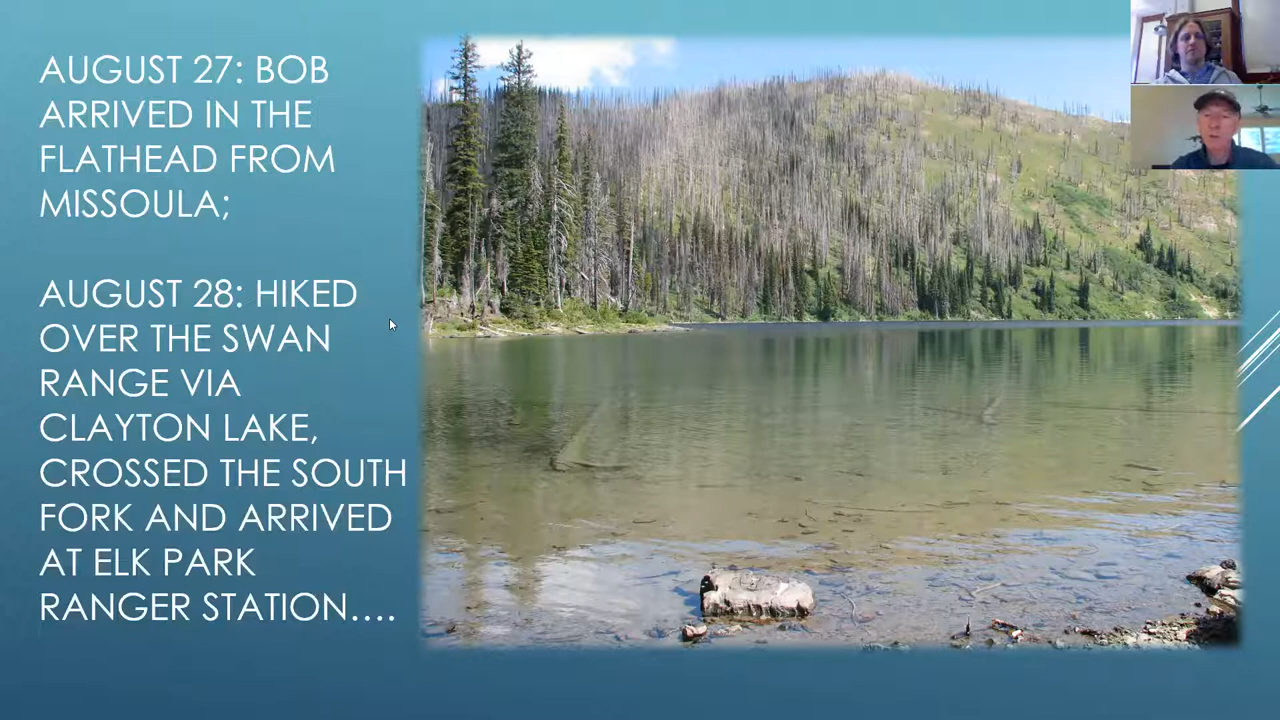 AUGUST 27: BOB
ARRIVED IN THE
FLATHEAD FROM
MISSOULA;
AUGUST 28: HIKED
OVER THE SWAN
RANGE VIA
CLAYTON LAKE,
CROSSED THE SOUTH
FORK AND ARRIVED
AT ELK PARK
RANGER STATION....